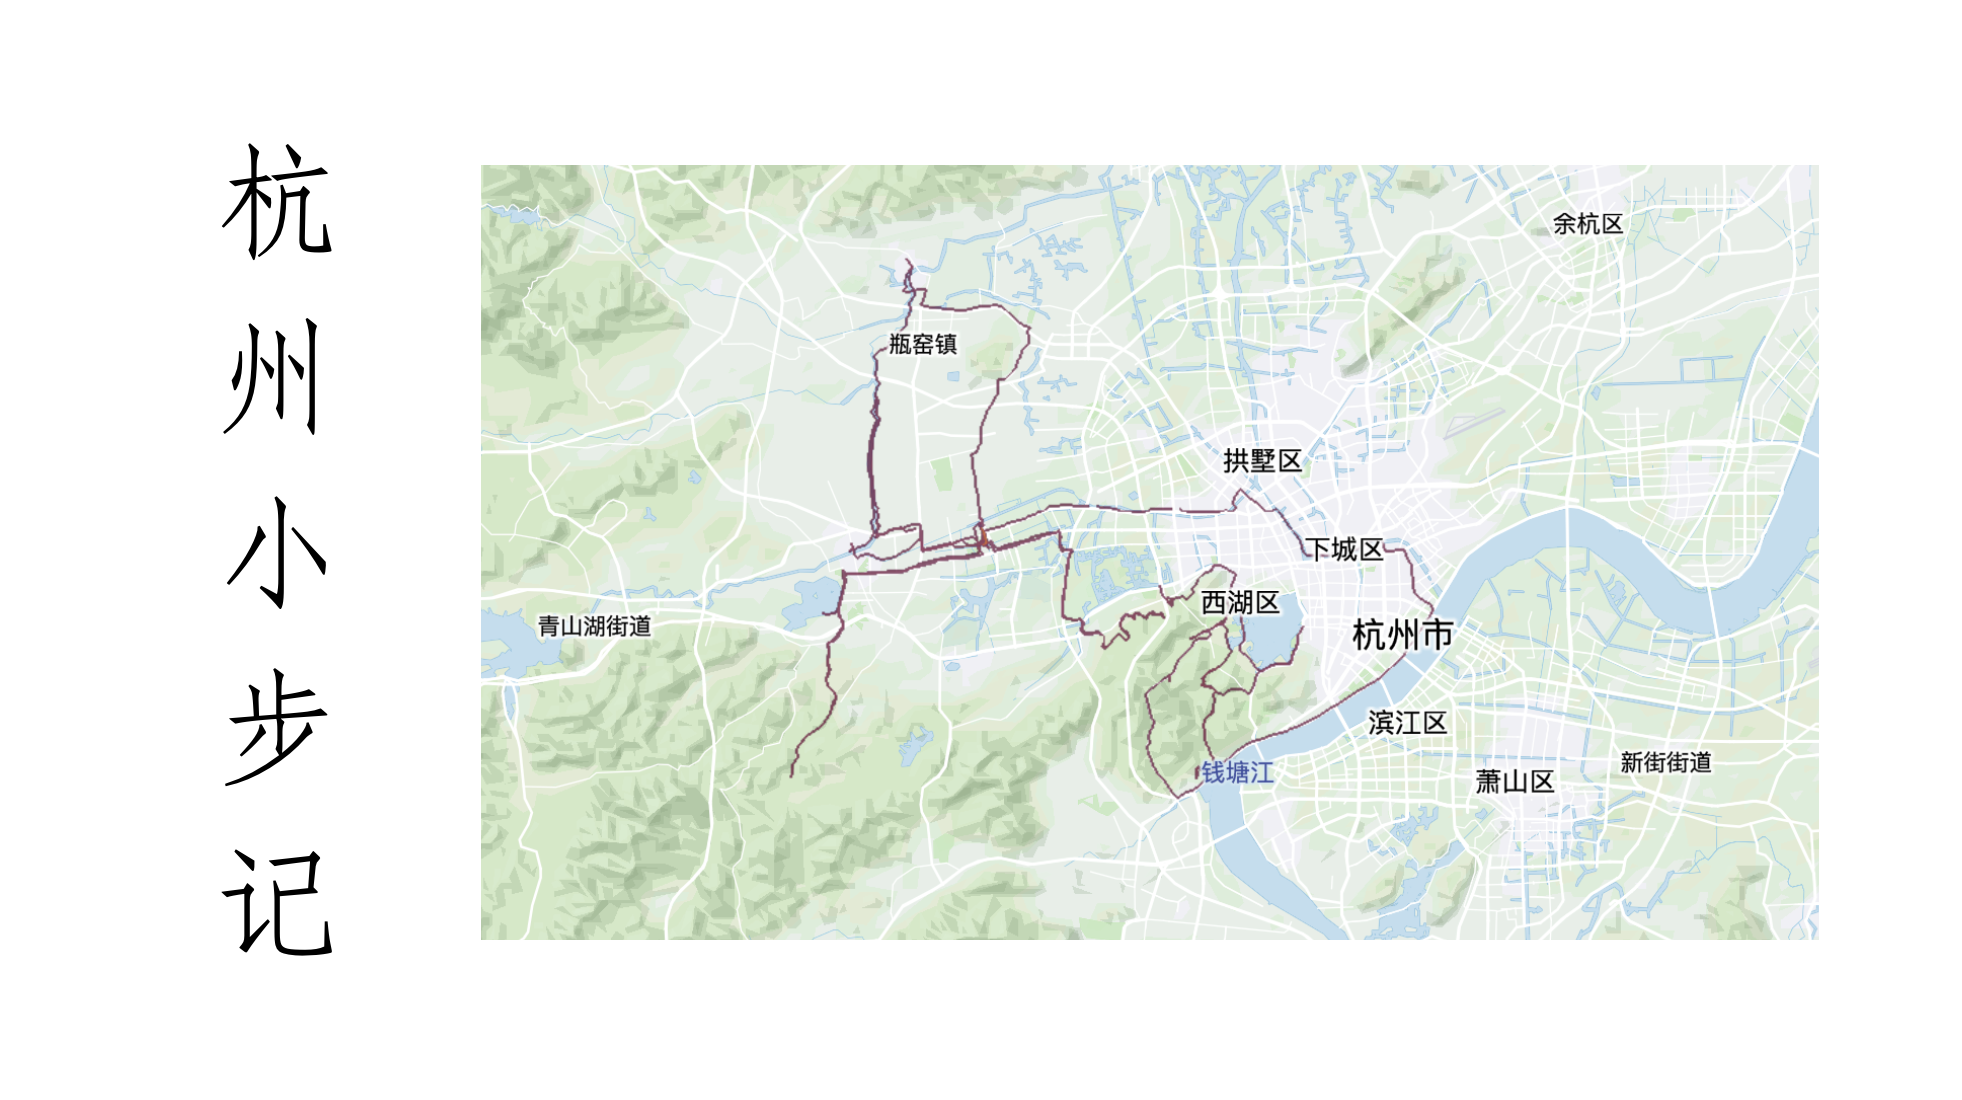 杭州小步记
余杭区
瓶窑镇
拱墅区
下城区
西湖区
青山湖街道
杭州市
滨江区
新街街道
钱塘江
萧山区